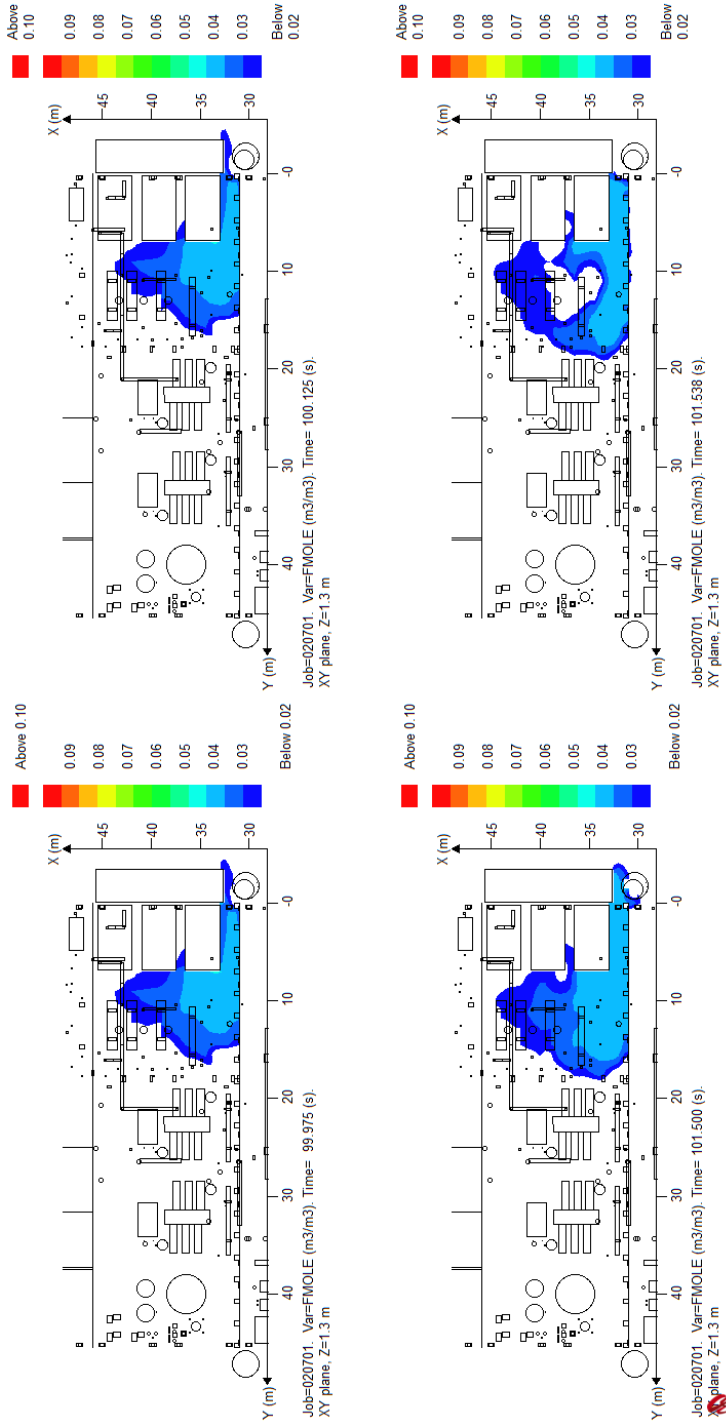 X (m)
45
40
35
30
Y (m)
40
30
20
10
0
Above 0.10
0.09
0.08
0.07
0.06
0.05
0.04
0.03
Below 0.02
Job=020701. Var=FMOLE (m3/m3). Time= 99.975 (s).
XY plane, Z=1.3 m
X (m)
45
40
35
30
Y (m)
40
30
20
10
0
Above
0.10
0.09
0.08
0.07
0.06
0.05
0.04
0.03
Below
0.02
Job=020701. Var=FMOLE (m3/m3). Time= 100.125 (s).
XY plane, Z=1.3 m
X (m)
45
40
35
30
Y (m)
40
30
20
10
0
Above 0.10
0.09
0.08
0.07
0.06
0.05
0.04
0.03
Below 0.02
Job=020701. Var=FMOLE (m3/m3). Time= 101.500 (s).
plane, Z=1.3 m
X (m)
45
40
35
30
Y (m)
40
30
20
10
0
Above
0.10
0.09
0.08
0.07
0.06
0.05
0.04
0.03
Below
0.02
Job=020701. Var=FMOLE (m3/m3). Time= 101.538 (s).
XY plane, Z=1.3 m